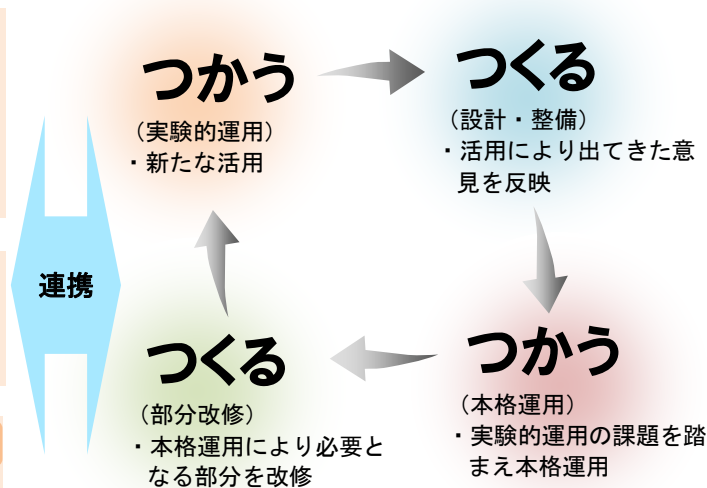 つかう
（実験的運用）
・新たな活用
つくる
（設計・整備）
・活用により出てきた意
見を反映
連携
つくる
（部分改修）
・本格運用により必要と
なる部分を改修
つかう
（本格運用）
・実験的運用の課題を踏
まえ本格運用